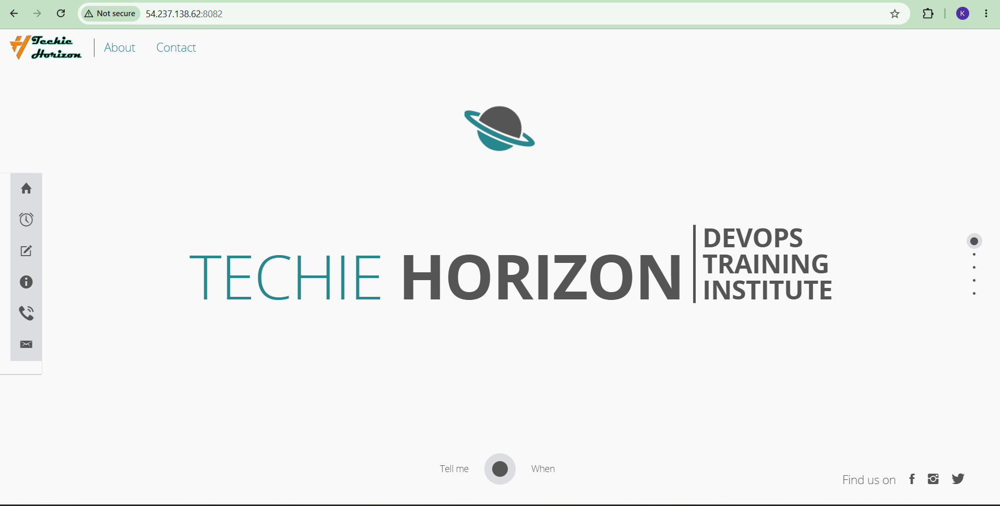 Not secure
54.237.138.62:8082
K
Techie
Horizon
About
Contact
TECHIE HORIZON
DEVOPS
TRAINING
INSTITUTE
Tell me
When
Find us on